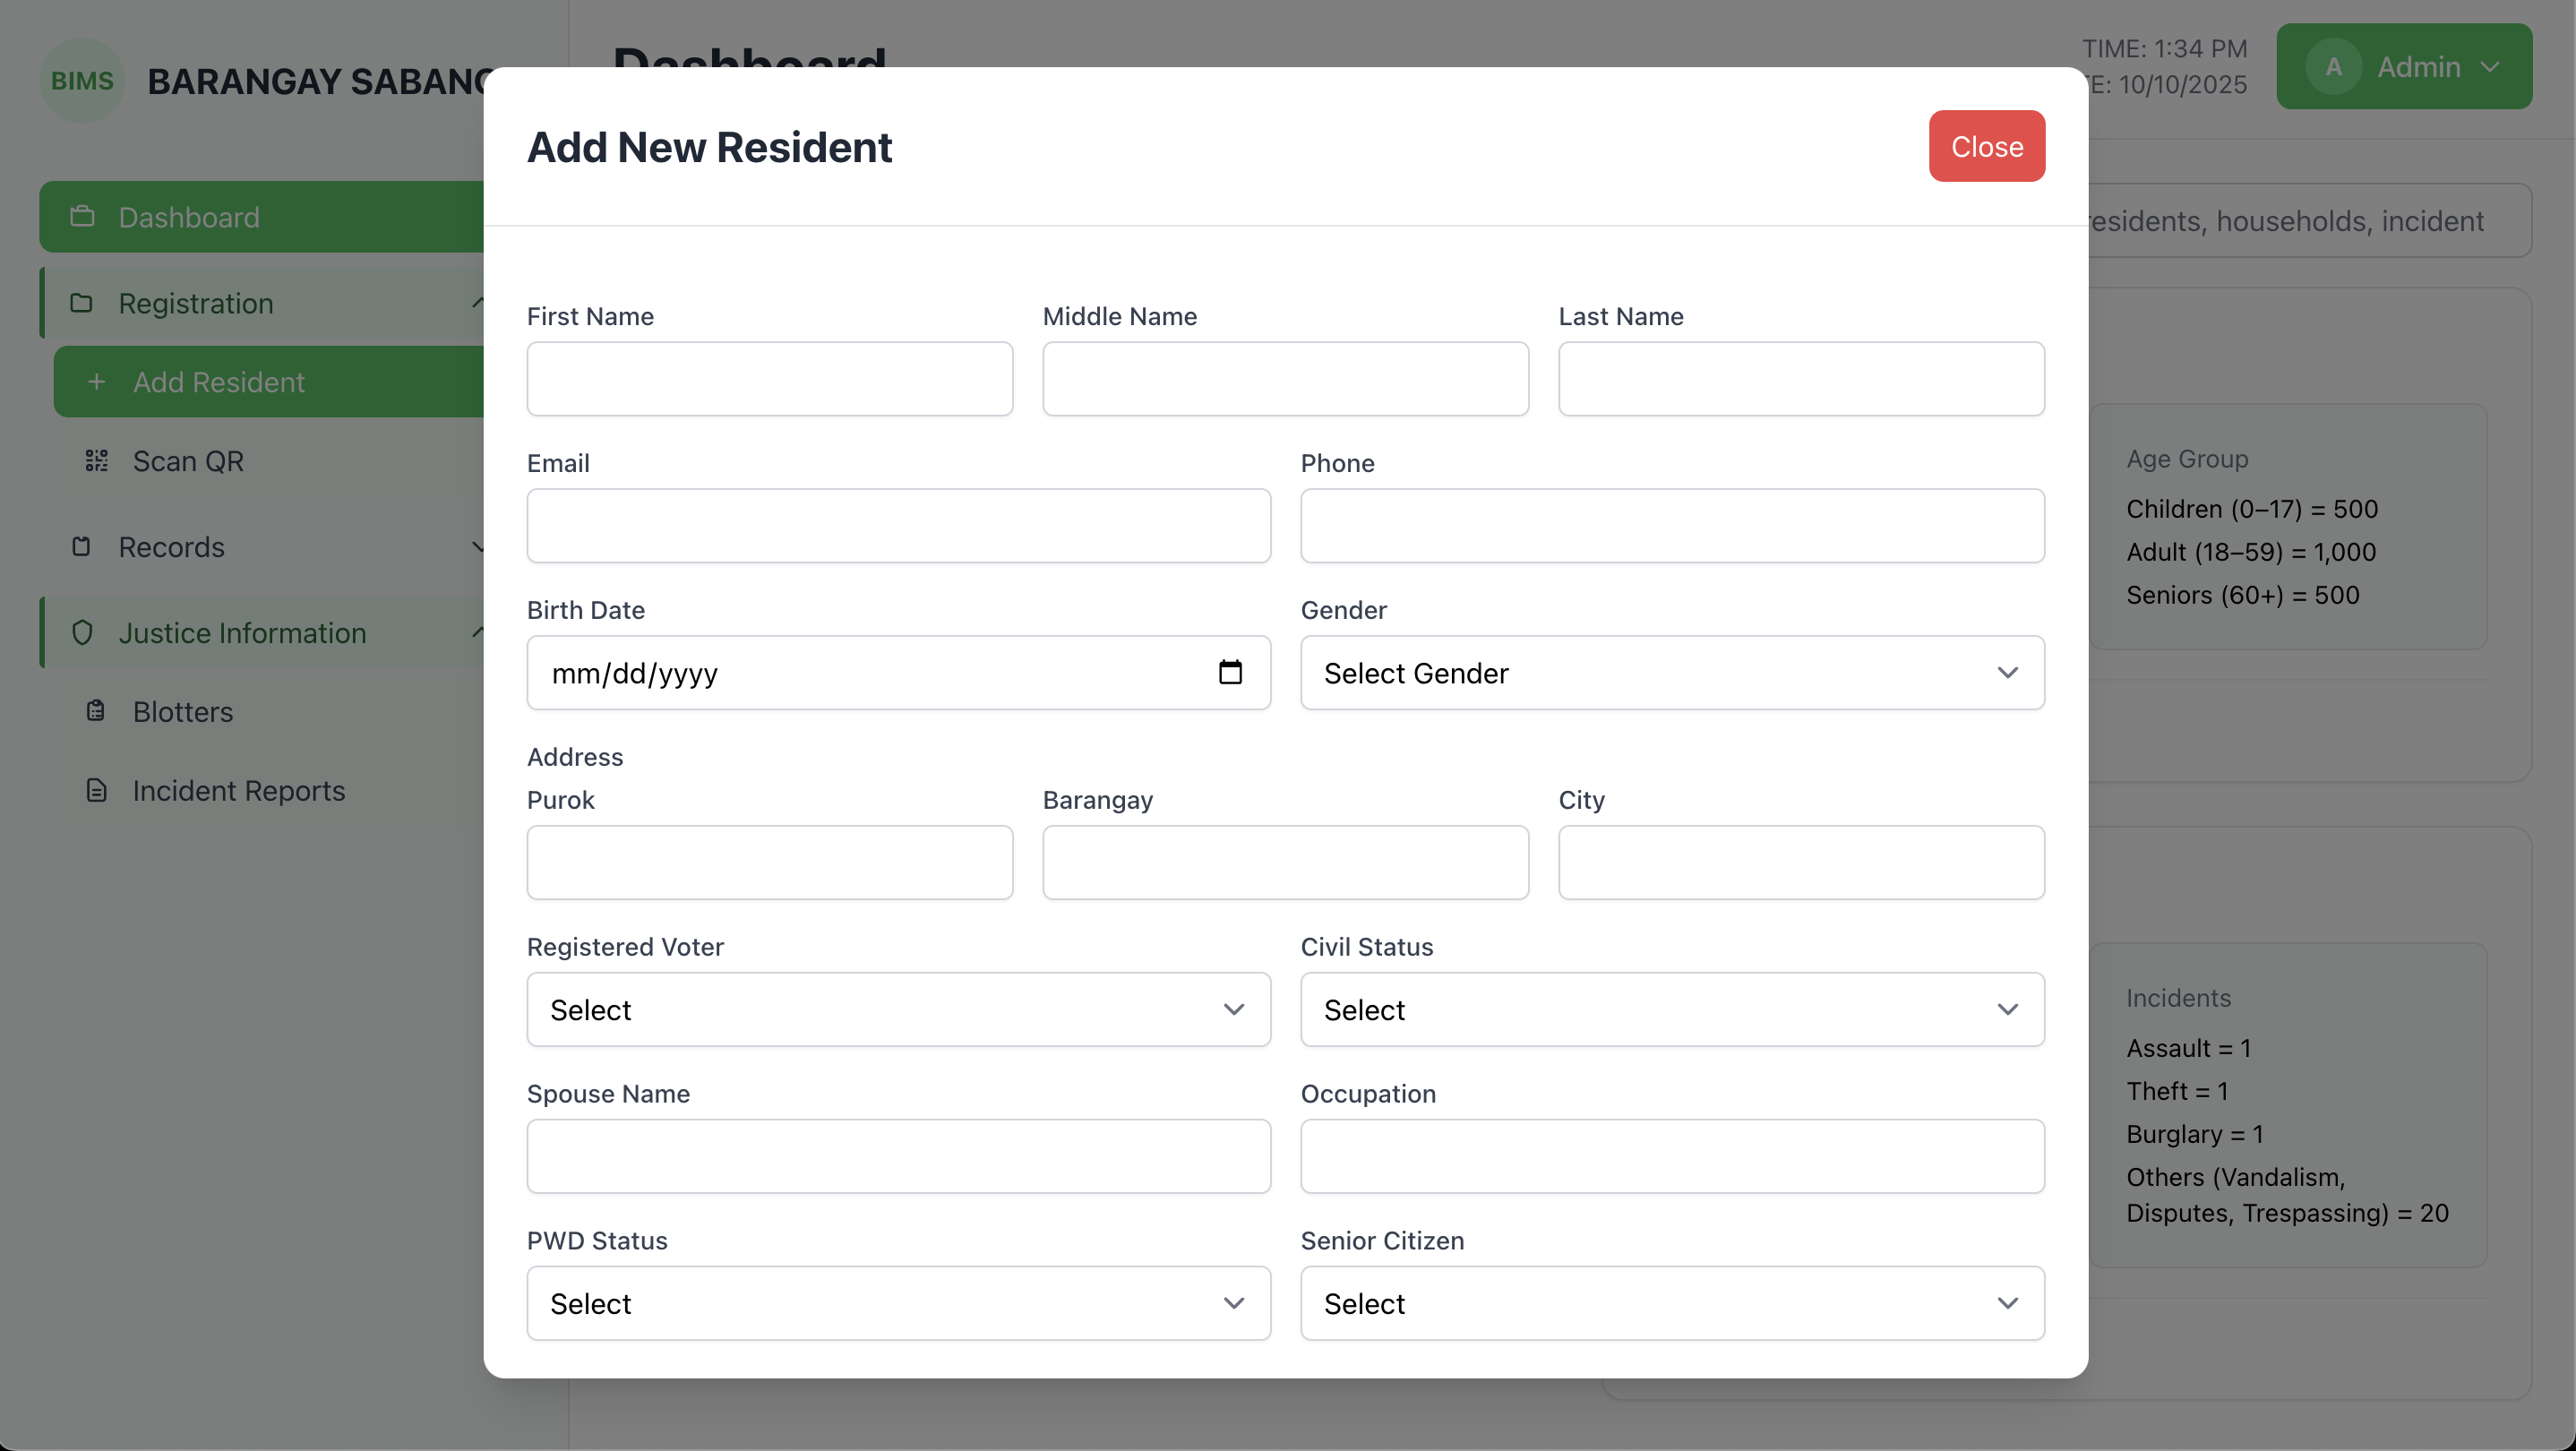 BIMS
BARANGAY SABANG
Dashboard
TIME: 1:34 PM
E: 10/10/2025
A
Admin
Dashboard
Registration
Add Resident
Scan QR
Records
Justice Information
Blotters
Incident Reports
Add New Resident
Close
First Name
Middle Name
Last Name
Email
Phone
Birth Date
Gender
mm/dd/yyyy
Select Gender
Address
Purok
Barangay
City
Registered Voter
Civil Status
Select
Select
Spouse Name
Occupation
PWD Status
Senior Citizen
Select
Select
esidents, households, incident
Age Group
Children (0–17) = 500
Adult (18–59) = 1,000
Seniors (60+) = 500
Incidents
Assault = 1
Theft = 1
Burglary = 1
Others (Vandalism,
Disputes, Trespassing) = 20